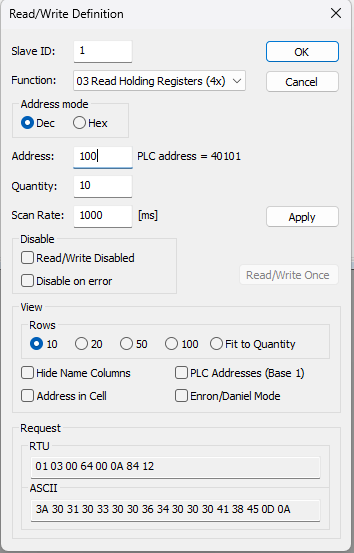 Read/Write Definition
Slave ID: 1 OK
Function: 03 Read Holding Registers (4x) Cancel
Address mode
Dec Hex
Address: 100 PLC address = 40101
Quantity: 10
Scan Rate: 1000 [ms] Apply
Disable
Read/Write Disabled
Disable on error
Read/Write Once
View
Rows
10 20 50 100 Fit to Quantity
Hide Name Columns PLC Addresses (Base 1)
Address in Cell Enron/Daniel Mode
Request
RTU
01 03 00 64 00 0A 84 12
ASCII
3A 30 31 30 33 30 30 36 34 30 30 30 41 38 45 0D 0A